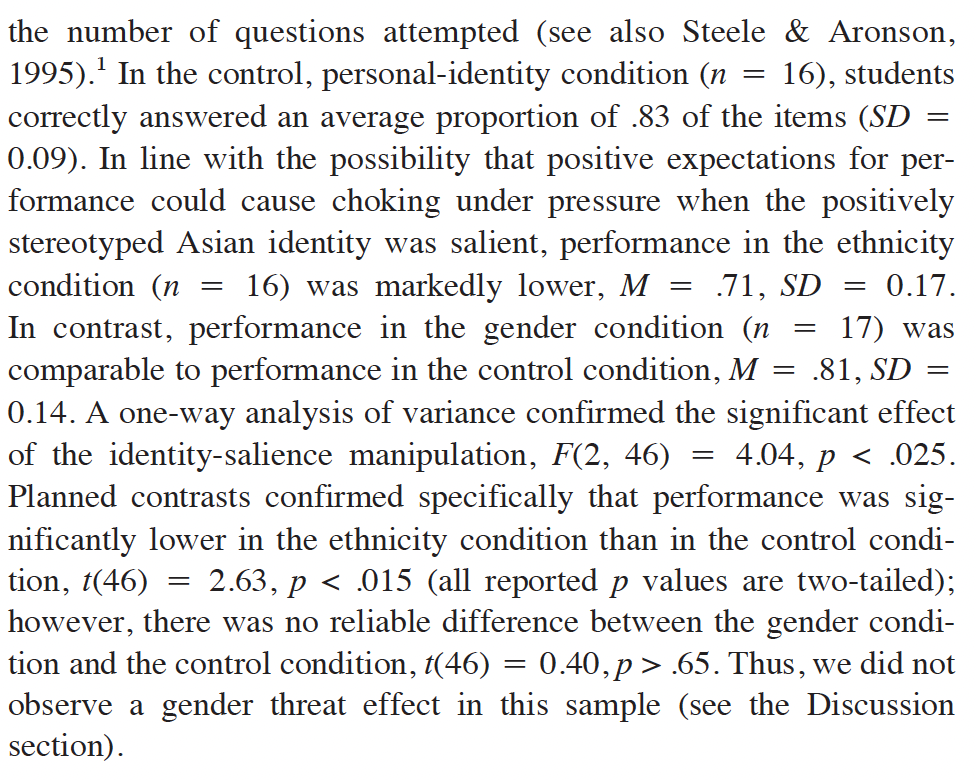 the number of questions attempted (see also Steele & Aronson,
1995).¹ In the control, personal-identity condition (n = 16), students
correctly answered an average proportion of .83 of the items (SD =
0.09). In line with the possibility that positive expectations for per-
formance could cause choking under pressure when the positively
stereotyped Asian identity was salient, performance in the ethnicity
condition (n = 16) was markedly lower, M = .71, SD = 0.17.
In contrast, performance in the gender condition (n = 17) was
comparable to performance in the control condition, M = .81, SD =
0.14. A one-way analysis of variance confirmed the significant effect
of the identity-salience manipulation, F(2, 46) = 4.04, p < .025.
Planned contrasts confirmed specifically that performance was sig-
nificantly lower in the ethnicity condition than in the control condi-
tion, t(46) = 2.63, p < .015 (all reported p values are two-tailed);
however, there was no reliable difference between the gender condi-
tion and the control condition, t(46) = 0.40, p > .65. Thus, we did not
observe a gender threat effect in this sample (see the Discussion
section).